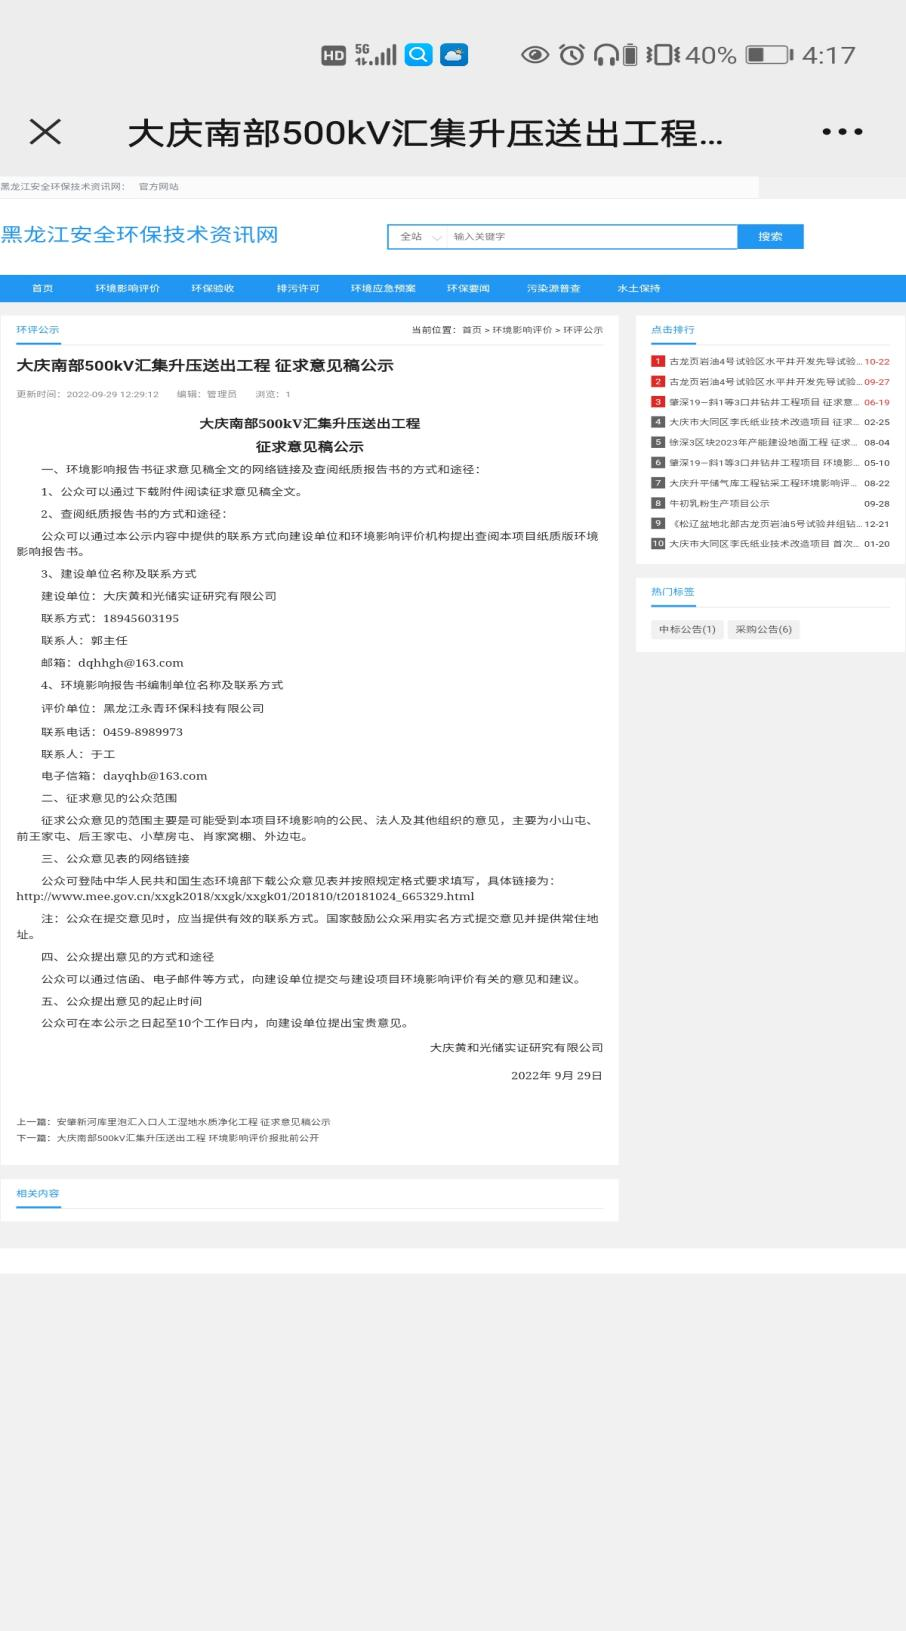 HD 5G 40% 4:17
大庆南部500kV汇集升压送出工程...
黑龙江安全环保技术资讯网: 官方网站
黑龙江安全环保技术资讯网
全站 输入关键字 搜索
首页 环境影响评价 环保验收 排污许可 环境应急预案 环保要闻 污染源普查 水土保持
环评公示 当前位置：首页 > 环境影响评价 > 环评公示
大庆南部500kV汇集升压送出工程 征求意见稿公示
更新时间：2022-09-29 12:29:12 编辑：管理员 浏览：1
大庆南部500kV汇集升压送出工程
征求意见稿公示
一、环境影响报告书征求意见稿全文的网络链接及查阅纸质报告书的方式和途径：
1、公众可以通过下载附件阅读征求意见稿全文。
2、查阅纸质报告书的方式和途径：
公众可以通过本公示内容中提供的联系方式向建设单位和环境影响评价机构提出查阅本项目纸质版环境
影响报告书。
3、建设单位名称及联系方式
建设单位：大庆黄和光储实证研究有限公司
联系方式：18945603195
联系人：郭主任
邮箱：dqhhgh@163.com
4、环境影响报告书编制单位名称及联系方式
评价单位：黑龙江永青环保科技有限公司
联系电话：0459-8989973
联系人：于工
电子信箱：dayqhb@163.com
二、征求意见的公众范围
征求公众意见的范围主要是可能受到本项目环境影响的公民、法人及其他组织的意见，主要为小山屯、
前王家屯、后王家屯、小草房屯、肖家窝棚、外边屯。
三、公众意见表的网络链接
公众可登陆中华人民共和国生态环境部下载公众意见表并按照规定格式要求填写，具体链接为：
http://www.mee.gov.cn/xxgk2018/xxgk/xxgk01/201810/t20181024_665329.html
注：公众在提交意见时，应当提供有效的联系方式。国家鼓励公众采用实名方式提交意见并提供常住地
址。
四、公众提出意见的方式和途径
公众可以通过信函、电子邮件等方式，向建设单位提交与建设项目环境影响评价有关的意见和建议。
五、公众提出意见的起止时间
公众可在本公示之日起至10个工作日内，向建设单位提出宝贵意见。
大庆黄和光储实证研究有限公司
2022年 9月 29日
上一篇：安肇新河库里泡汇入口人工湿地水质净化工程 征求意见稿公示
下一篇：大庆南部500kV汇集升压送出工程 环境影响评价报批前公开
相关内容
点击排行
1 古龙页岩油4号试验区水平井开发先导试验... 10-22
2 古龙页岩油4号试验区水平井开发先导试验... 09-27
3 肇深19—斜1等3口井钻井工程项目 征求意... 06-19
4 大庆市大同区李氏纸业技术改造项目 征求... 02-25
5 徐深3区块2023年产能建设地面工程 征求... 08-04
6 肇深19—斜1等3口井钻井工程项目 环境影... 05-10
7 大庆升平储气库工程钻采工程环境影响评... 08-22
8 牛初乳粉生产项目公示 09-28
9 《松辽盆地北部古龙页岩油5号试验井组钻... 12-21
10 大庆市大同区李氏纸业技术改造项目 首次... 01-20
热门标签
中标公告(1) 采购公告(6)